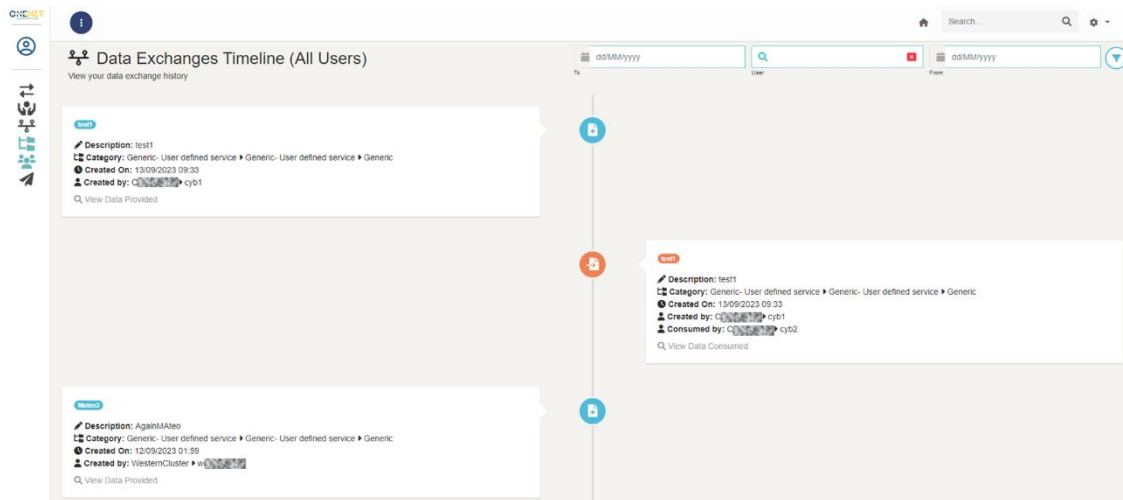 ONENET
Search...
Data Exchanges Timeline (All Users)
View your data exchange history
dd/MM/yyyy
dd/MM/yyyy
To
User
From
test1
Description: test1
Category: Generic- User defined service Generic- User defined service Generic
Created On: 13/09/2023 09:33
Created by: C cyb1
View Data Provided
test1
Description: test1
Category: Generic- User defined service Generic- User defined service Generic
Created On: 13/09/2023 09:33
Created by: C cyb1
Consumed by: C cyb2
View Data Consumed
Mateo2
Description: AgainMAteo
Category: Generic- User defined service Generic- User defined service Generic
Created On: 12/09/2023 01:59
Created by: WesternCluster
View Data Provided